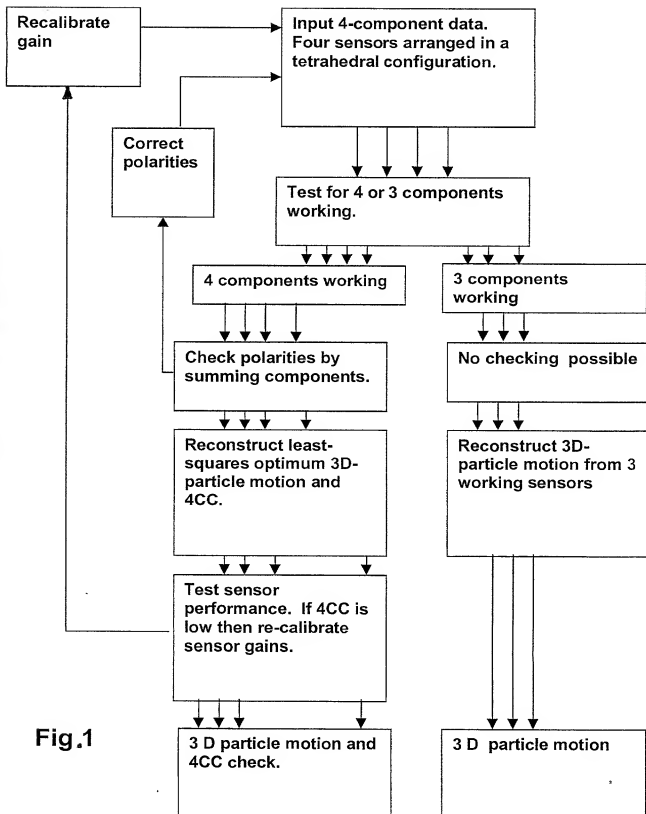 Recalibrate
gain
Input 4-component data.
Four sensors arranged in a
tetrahedral configuration.
Correct
polarities
Test for 4 or 3 components
working.
4 components working
3 components
working
Check polarities by
summing components.
No checking possible
Reconstruct least-
squares optimum 3D-
particle motion and
4CC.
Reconstruct 3D-
particle motion from 3
working sensors
Test sensor
performance. If 4CC is
low then re-calibrate
sensor gains.
Fig.1
3 D particle motion and
4CC check.
3 D particle motion